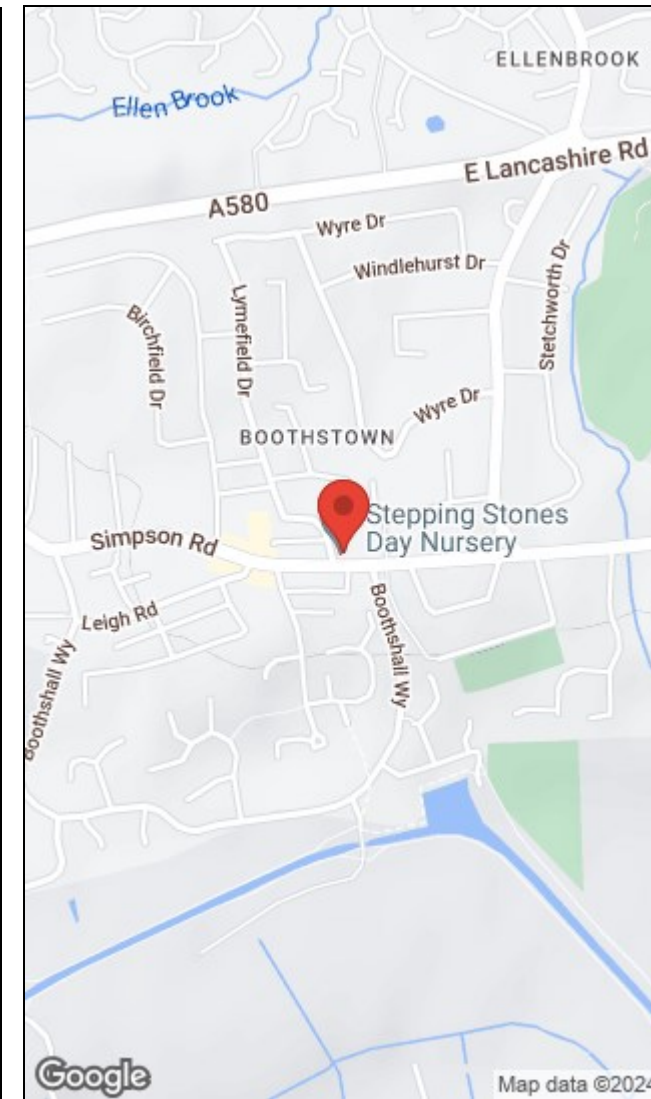 ELLENBROOK
Ellen Brook
E Lancashire Rd
A580
Wyre Dr
Windlehurst Dr
Stetchworth Dr
Birchfield Dr
Lymefield Dr
Wyre Dr
BOOTHSTOWN
Stepping Stones
Day Nursery
Simpson Rd
Leigh Rd
Boothshall Wy
Boothshall Wy
Google
Map data ©2024